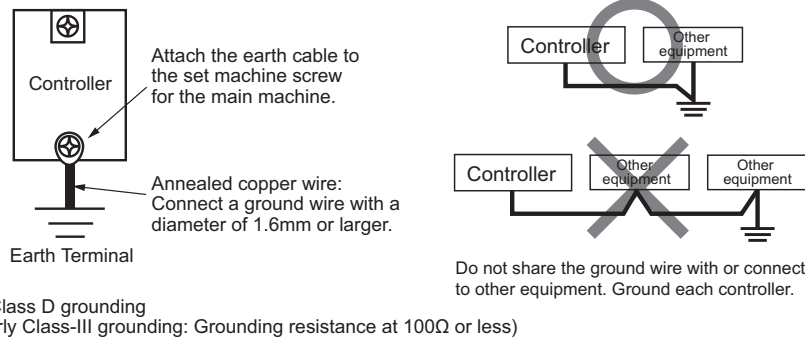 Controller
Attach the earth cable to
the set machine screw
for the main machine.
Annealed copper wire:
Connect a ground wire with a
diameter of 1.6mm or larger.
Earth Terminal
Controller
Other
equipment
Controller
Other
equipment
Other
equipment
Do not share the ground wire with or connect
to other equipment. Ground each controller.
Class D grounding
rly Class-III grounding: Grounding resistance at 100Ω or less)